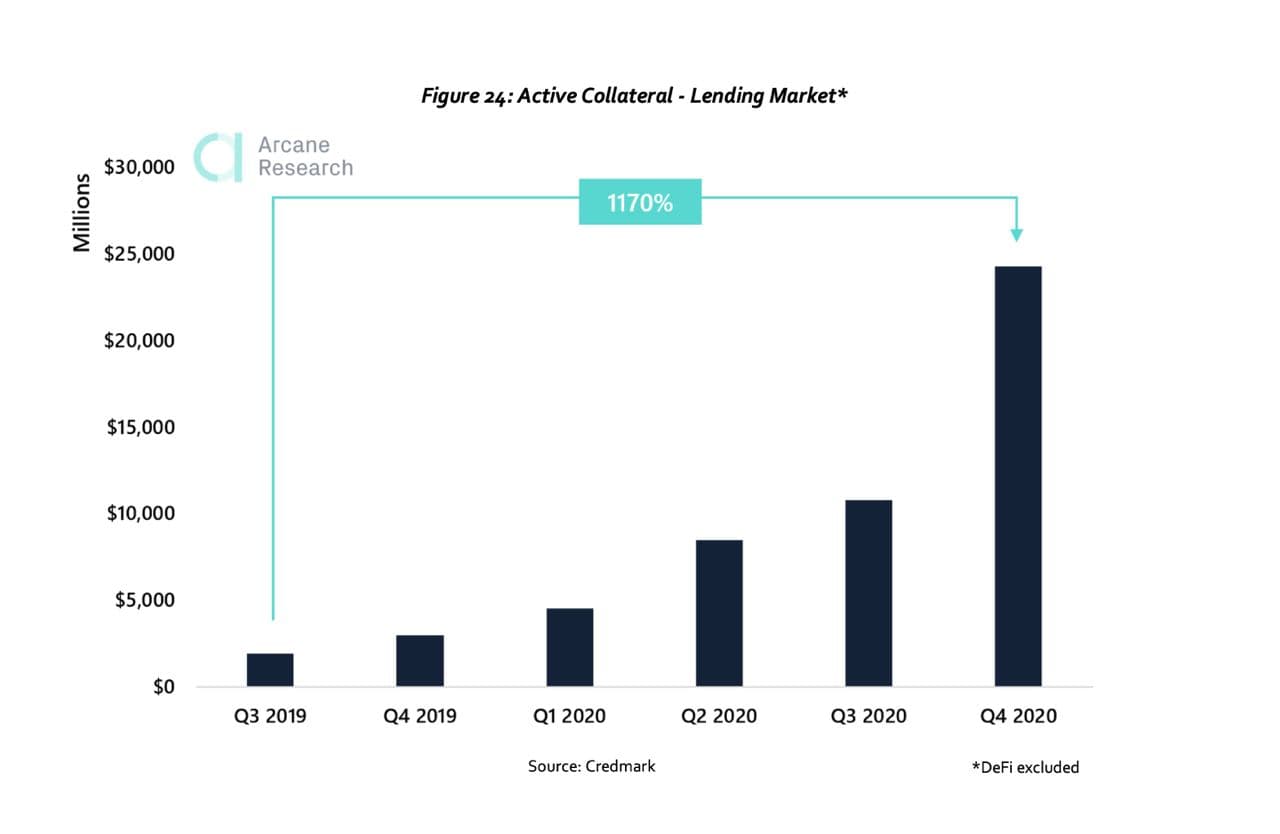 Figure 24: Active Collateral - Lending Market*
Arcane
Research
Millions
$30,000
$25,000
$20,000
$15,000
$10,000
$5,000
$0
1170%
Q3 2019
Q4 2019
Q1 2020
Q2 2020
Q3 2020
Q4 2020
Source: Credmark
*DeFi excluded